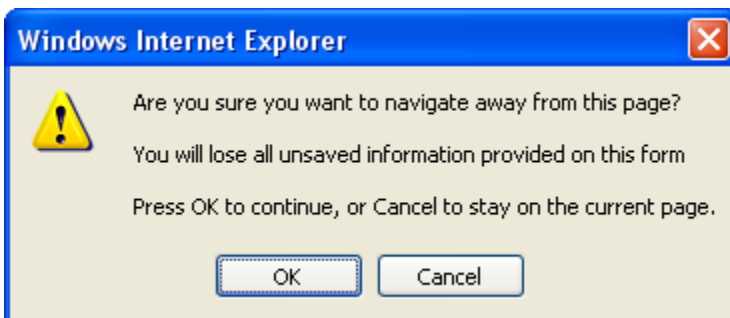 Windows Internet Explorer
Are you sure you want to navigate away from this page?
You will lose all unsaved information provided on this form
Press OK to continue, or Cancel to stay on the current page.
OK
Cancel